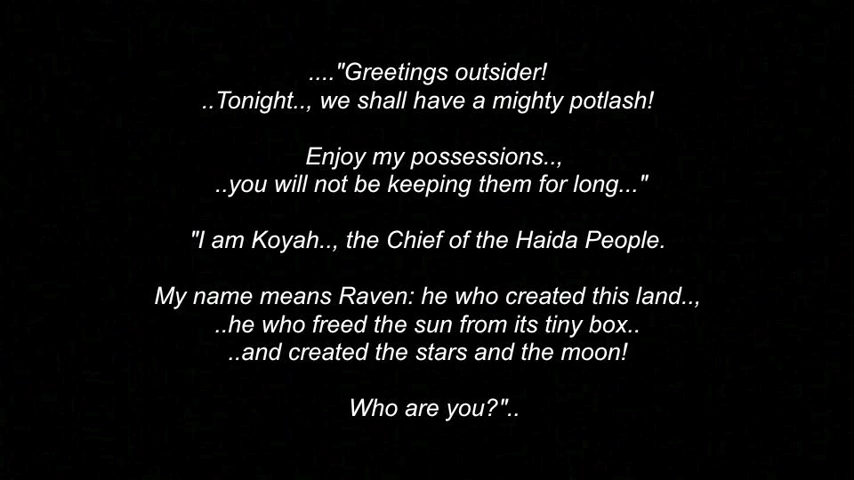 ...."Greetings outsider!
..Tonight.., we shall have a mighty potlash!
Enjoy my possessions..,
..you will not be keeping them for long..."
"I am Koyah.., the Chief of the Haida People.
My name means Raven: he who created this land..,
..he who freed the sun from its tiny box..
..and created the stars and the moon!
Who are you?"..